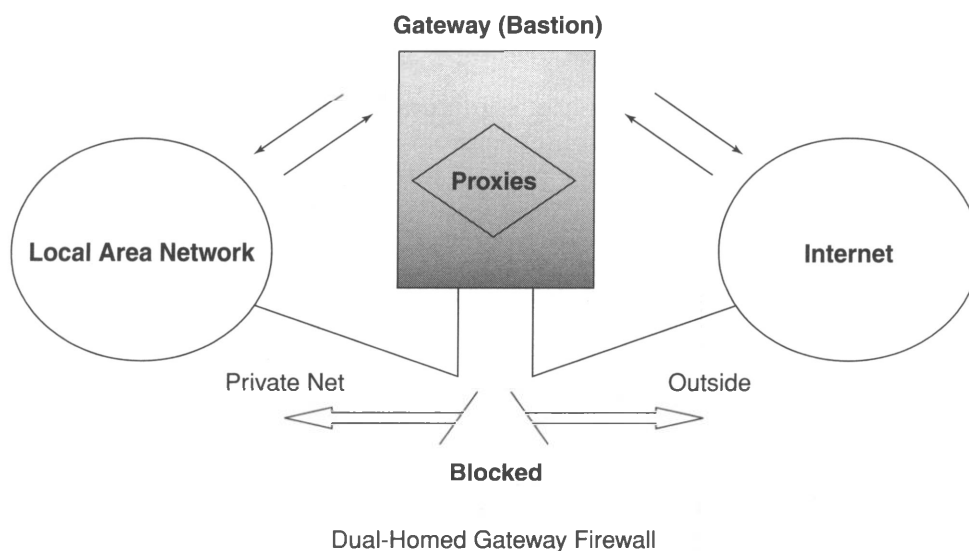 Gateway (Bastion)
Proxies
Local Area Network
Internet
Private Net
Outside
Blocked
Dual-Homed Gateway Firewall